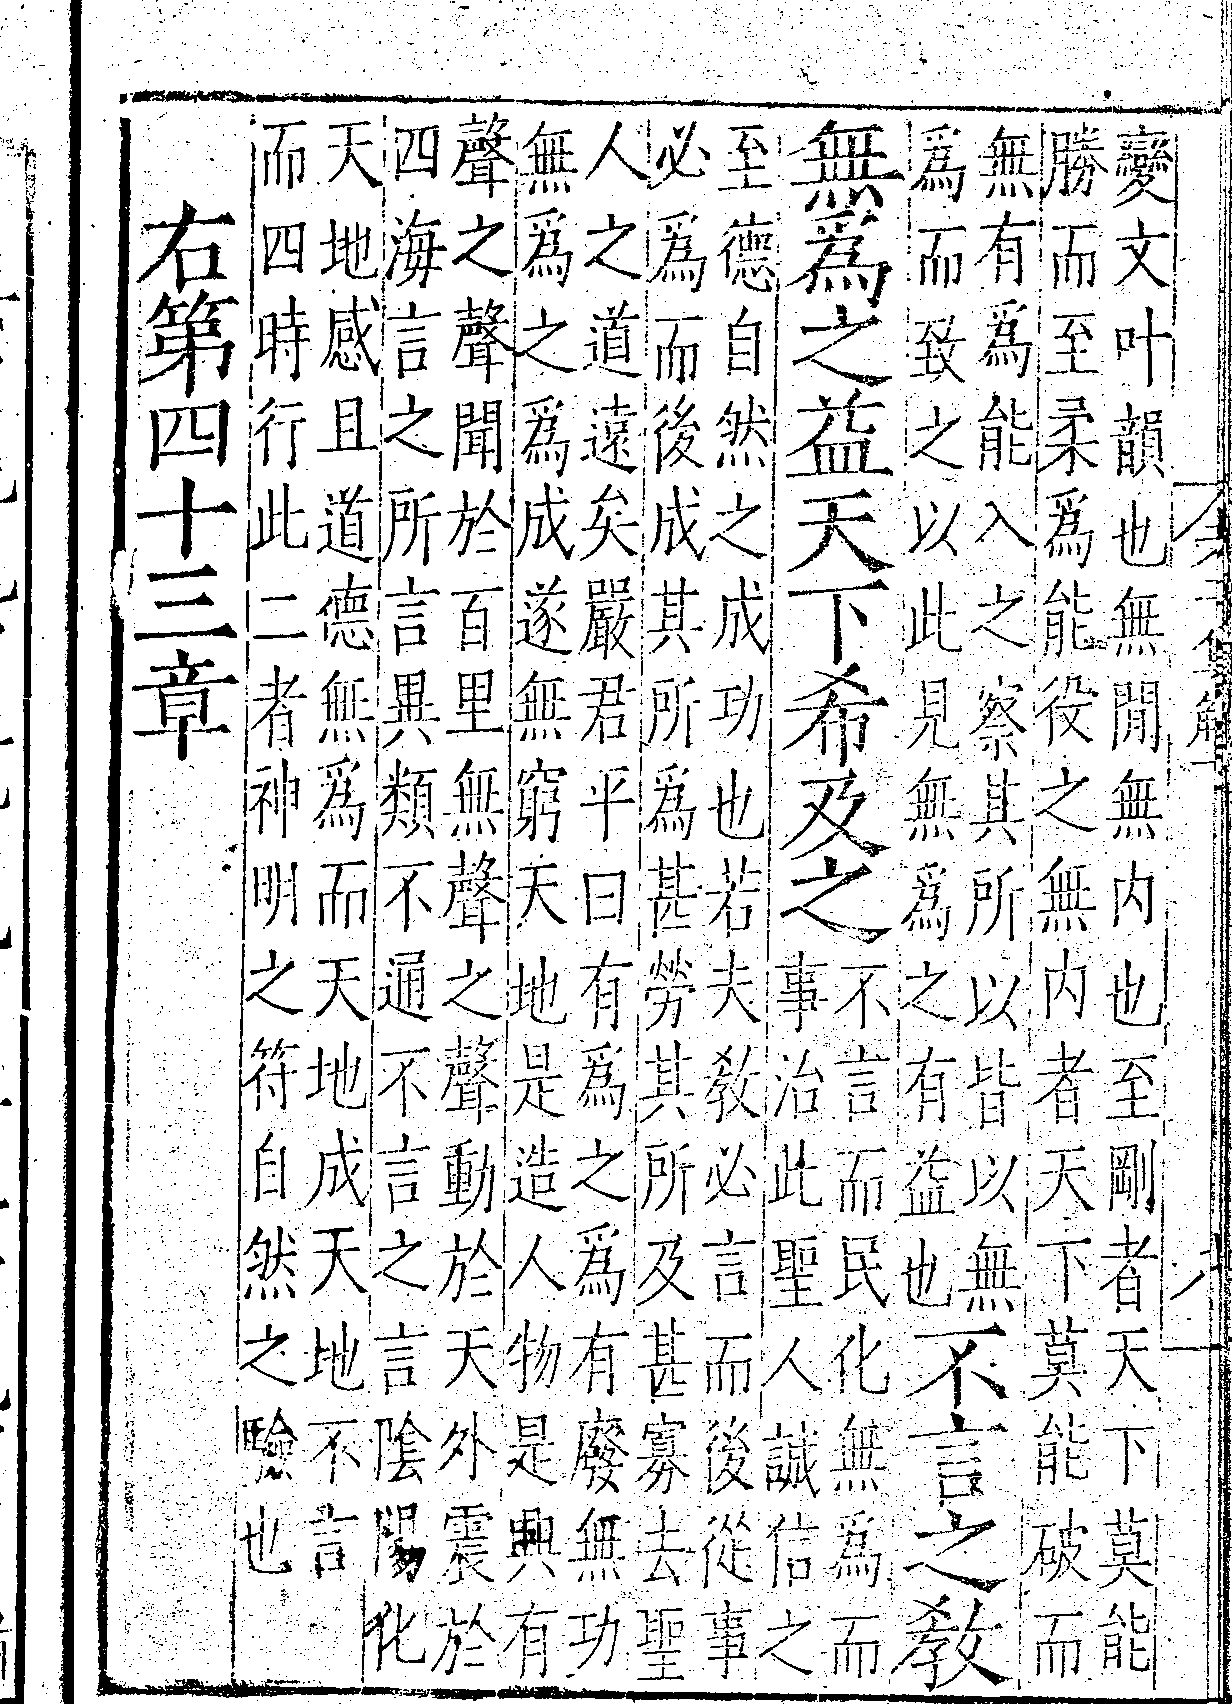 變文叶韻也無閒無内也至剛者天下莫能
勝而至柔爲能役之無内者天下莫能破而
無有爲能入之察其所以皆以無
爲而致之以此見無爲之有益也
不言之教
無爲之益天下希及之
不言而民化無爲而
事治此聖人誠信之
至德自然之成功也若夫教必言而後從事
必爲而後成其所爲甚勞其所及甚寡去聖
人之道遠矣嚴君平曰有爲之爲有廢無功
無爲之爲成遂無窮天地是造人物是興有
聲之聲聞於百里無聲之聲動於天外震於
四海言之所言異類不通不言之言陰陽化
天地感且道德無爲而天地成天地不言
而四時行此二者神明之符自然之驗也
右第四十三章